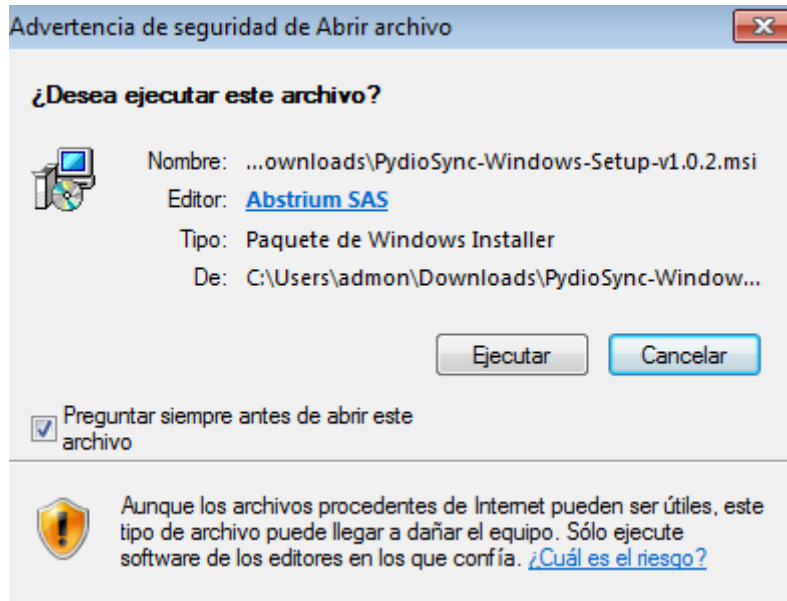 Advertencia de seguridad de Abrir archivo
¿Desea ejecutar este archivo?
Nombre: ...ownloads\PydioSync-Windows-Setup-v1.0.2.msi
Editor: Abstrium SAS
Tipo: Paquete de Windows Installer
De: C:\Users\admon\Downloads\PydioSync-Window...
Ejecutar Cancelar
Preguntar siempre antes de abrir este
archivo
Aunque los archivos procedentes de Internet pueden ser útiles, este
tipo de archivo puede llegar a dañar el equipo. Sólo ejecute
software de los editores en los que confía. ¿Cuál es el riesgo?